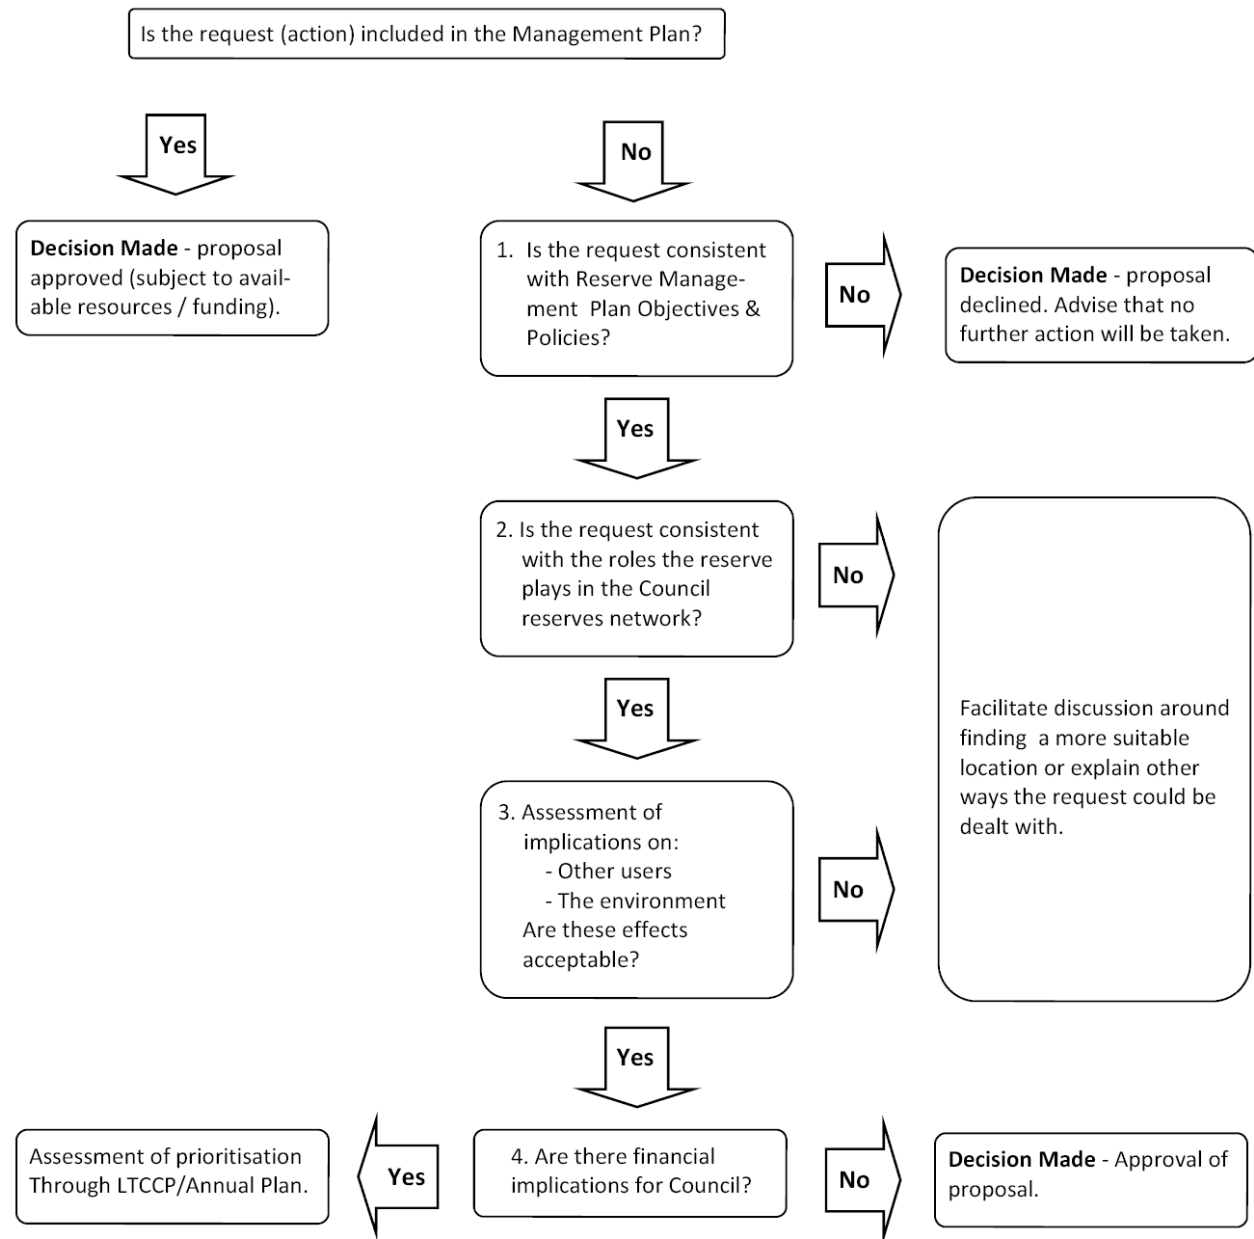 Is the request (action) included in the Management Plan?
Yes
No
Decision Made - proposal
approved (subject to avail-
able resources / funding).
1. Is the request consistent
with Reserve Manage-
ment Plan Objectives &
Policies?
No
Decision Made - proposal
declined. Advise that no
further action will be taken.
Yes
2. Is the request consistent
with the roles the reserve
plays in the Council
reserves network?
No
Facilitate discussion around
finding a more suitable
location or explain other
ways the request could be
dealt with.
Yes
3. Assessment of
implications on:
- Other users
- The environment
Are these effects
acceptable?
No
Yes
4. Are there financial
implications for Council?
Yes
Assessment of prioritisation
Through LTCCP/Annual Plan.
No
Decision Made - Approval of
proposal.